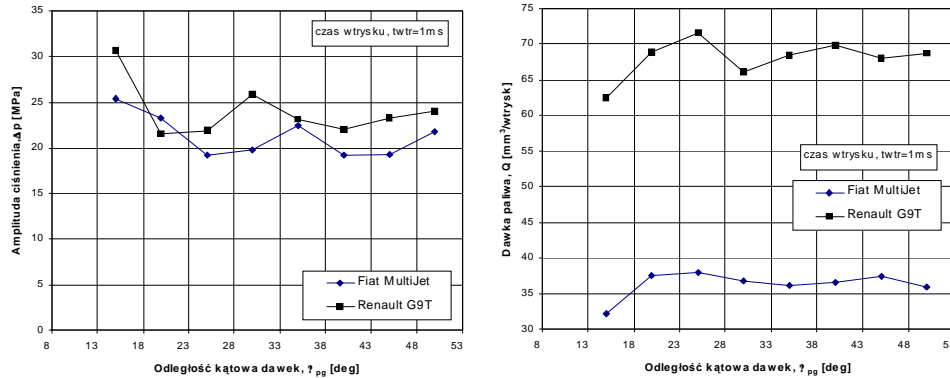 35
30
25
20
15
10
5
0
Amplituda ciśnienia,Δp [MPa]
czas wtrysku, twtr=1ms
Fiat MultiJet
Renault G9T
8 13 18 23 28 33 38 43 48 53
Odległość kątowa dawek, ?pg [deg]
75
70
65
60
55
50
45
40
35
30
Dawka paliwa, Q [mm³/wtrysk]
czas wtrysku, twtr=1ms
Fiat MultiJet
Renault G9T
8 13 18 23 28 33 38 43 48 53
Odległość kątowa dawek, ?pg [deg]